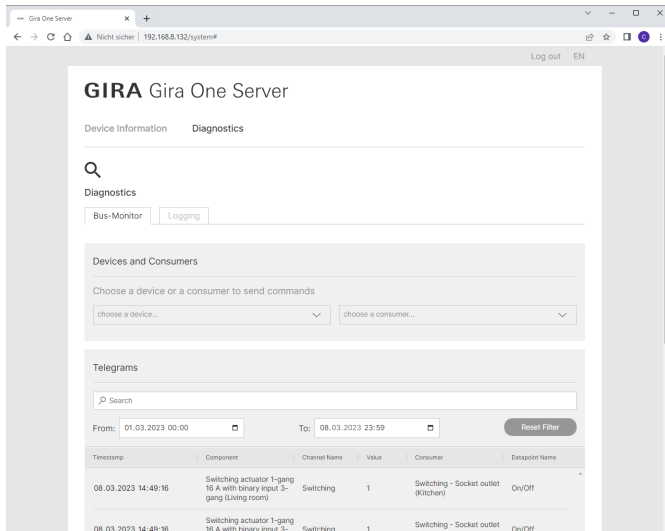 Gira One Server
Nicht sicher | 192.168.8.132/system#
C
Log out EN
GIRA Gira One Server
Device Information Diagnostics
Diagnostics
Bus-Monitor Logging
Devices and Consumers
Choose a device or a consumer to send commands
choose a device... choose a consumer...
Telegrams
Search
From: 01.03.2023 00:00 To: 08.03.2023 23:59 Reset Filter
Timestamp Component Channel Name Value Consumer Datapoint Name
Switching actuator 1-gang
08.03.2023 14:49:16 16 A with binary input 3- Switching 1 Switching - Socket outlet On/Off
gang (Living room) (Kitchen)
Switching actuator 1-gang
08.03.2023 14:49:16 16 A with binary input 3- Switching 1 Switching - Socket outlet On/Off